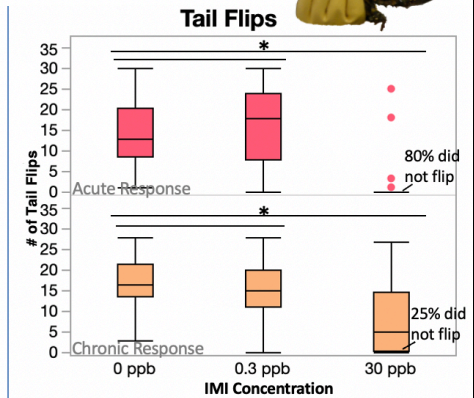 Tail Flips
# of Tail Flips
35
30
25
20
15
10
5
0
*
80% did
not flip
Acute Response
35
30
25
20
15
10
5
0
*
25% did
not flip
Chronic Response
0 ppb
0.3 ppb
30 ppb
IMI Concentration